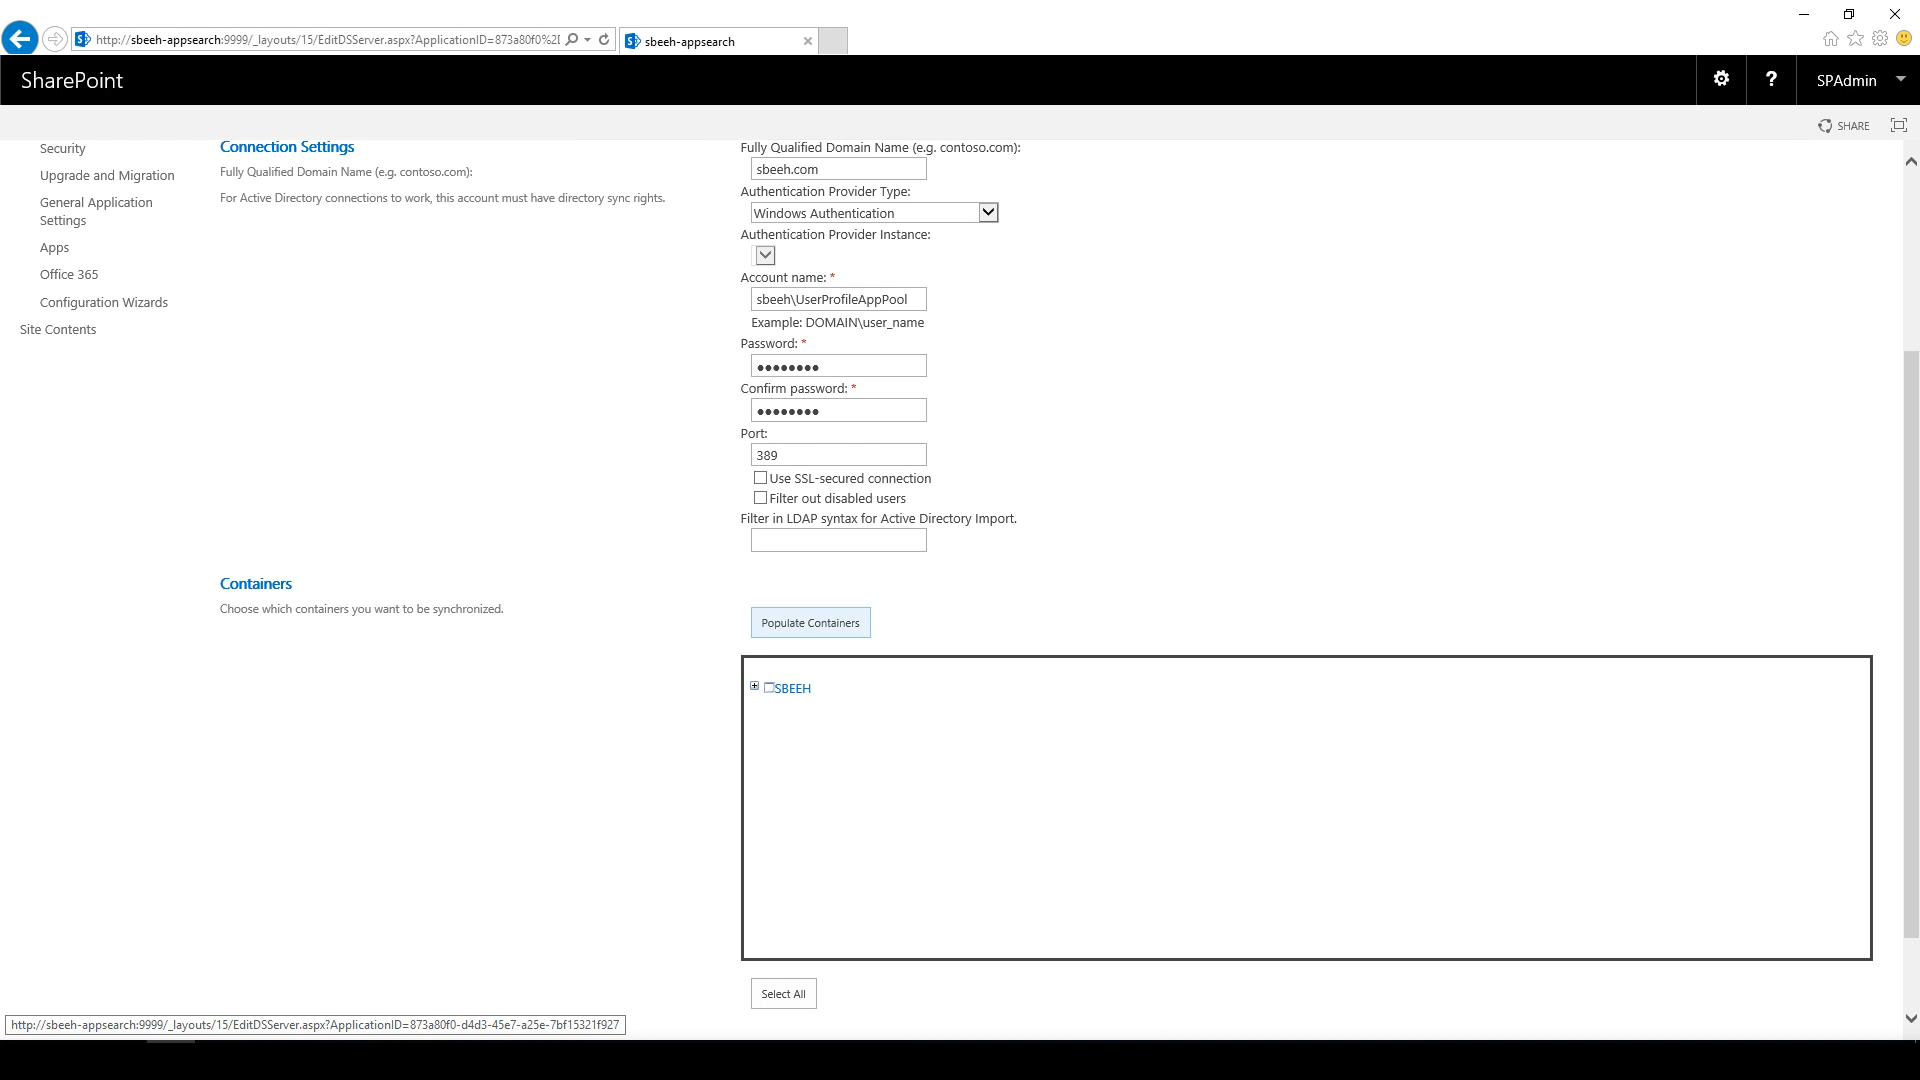 http://sbeeh-appsearch:9999/_layouts/15/EditDSServer.aspx?ApplicationID=873a80f0%2
sbeeh-appsearch
SharePoint
?
SPAdmin
SHARE
Security
Upgrade and Migration
General Application
Settings
Apps
Office 365
Configuration Wizards
Site Contents
Connection Settings
Fully Qualified Domain Name (e.g. contoso.com):
For Active Directory connections to work, this account must have directory sync rights.
Fully Qualified Domain Name (e.g. contoso.com):
sbeeh.com
Authentication Provider Type:
Windows Authentication
Authentication Provider Instance:
Account name: *
sbeeh\UserProfileAppPool
Example: DOMAIN\user_name
Password: *
●●●●●●●●
Confirm password: *
●●●●●●●●
Port:
389
Use SSL-secured connection
Filter out disabled users
Filter in LDAP syntax for Active Directory Import.
Containers
Choose which containers you want to be synchronized.
Populate Containers
SBEEH
Select All
http://sbeeh-appsearch:9999/_layouts/15/EditDSServer.aspx?ApplicationID=873a80f0-d4d3-45e7-a25e-7bf15321f927